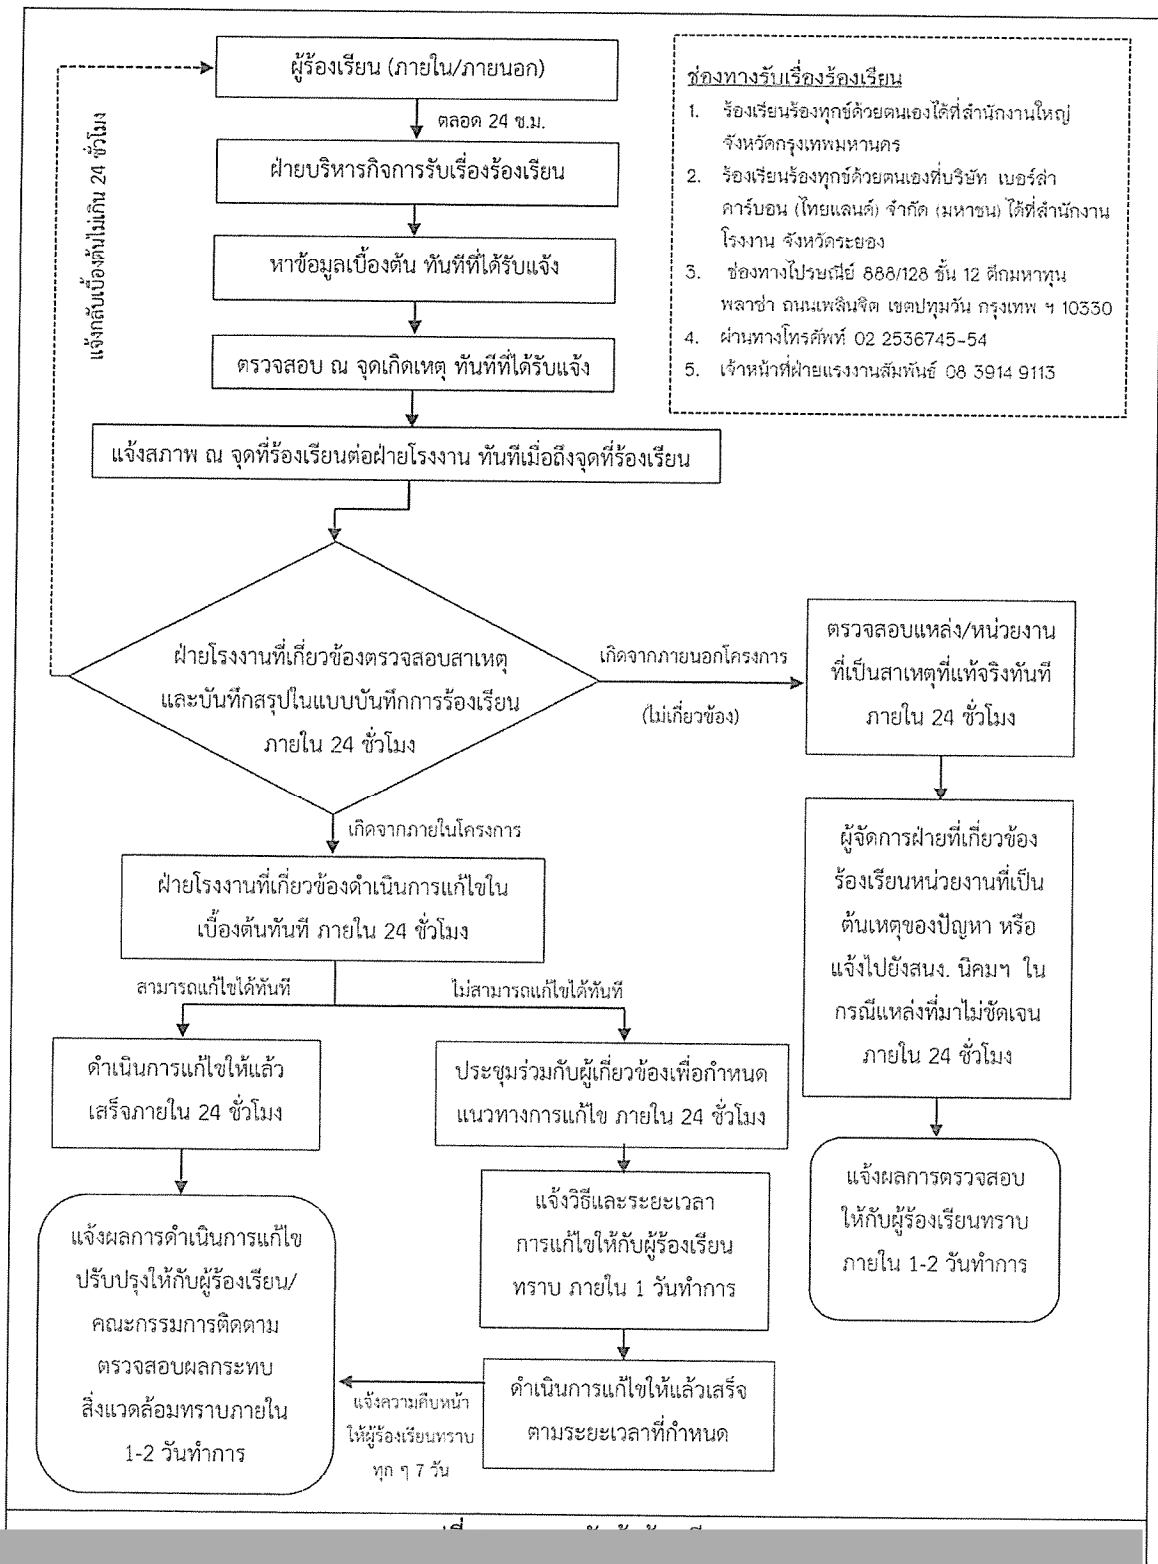 ผู้ร้องเรียน (ภายใน/ภายนอก)
ตลอด 24 ช.ม.
ฝ่ายบริหารกิจการรับเรื่องร้องเรียน
หาข้อมูลเบื้องต้น ทันทีที่ได้รับแจ้ง
ตรวจสอบ ณ จุดเกิดเหตุ ทันทีที่ได้รับแจ้ง
แจ้งสภาพ ณ จุดที่ร้องเรียนต่อฝ่ายโรงงาน ทันทีเมื่อถึงจุดที่ร้องเรียน
แจ้งกลับเบื้องต้นไม่เกิน 24 ชั่วโมง
ช่องทางรับเรื่องร้องเรียน
1. ร้องเรียนร้องทุกข์ด้วยตนเองได้ที่สำนักงานใหญ่
จังหวัดกรุงเทพมหานคร
2. ร้องเรียนร้องทุกข์ด้วยตนเองที่บริษัท เบอร์ล่า
คาร์บอน (ไทยแลนด์) จำกัด (มหาชน) ได้ที่สำนักงาน
โรงงาน จังหวัดระยอง
3. ช่องทางไปรษณีย์ 888/128 ชั้น 12 ตึกมหาทุน
พลาซ่า ถนนเพลินจิต เขตปทุมวัน กรุงเทพ ฯ 10330
4. ผ่านทางโทรศัพท์ 02 2536745-54
5. เจ้าหน้าที่ฝ่ายแรงงานสัมพันธ์ 08 3914 9113
ฝ่ายโรงงานที่เกี่ยวข้องตรวจสอบสาเหตุ
และบันทึกสรุปในแบบบันทึกการร้องเรียน
ภายใน 24 ชั่วโมง
เกิดจากภายนอกโครงการ
(ไม่เกี่ยวข้อง)
ตรวจสอบแหล่ง/หน่วยงาน
ที่เป็นสาเหตุที่แท้จริงทันที
ภายใน 24 ชั่วโมง
ผู้จัดการฝ่ายที่เกี่ยวข้อง
ร้องเรียนหน่วยงานที่เป็น
ต้นเหตุของปัญหา หรือ
แจ้งไปยังสนง. นิคมฯ ใน
กรณีแหล่งที่มาไม่ชัดเจน
ภายใน 24 ชั่วโมง
แจ้งผลการตรวจสอบ
ให้กับผู้ร้องเรียนทราบ
ภายใน 1-2 วันทำการ
เกิดจากภายในโครงการ
ฝ่ายโรงงานที่เกี่ยวข้องดำเนินการแก้ไขใน
เบื้องต้นทันที ภายใน 24 ชั่วโมง
สามารถแก้ไขได้ทันที
ไม่สามารถแก้ไขได้ทันที
ดำเนินการแก้ไขให้แล้ว
เสร็จภายใน 24 ชั่วโมง
ประชุมร่วมกับผู้เกี่ยวข้องเพื่อกำหนด
แนวทางการแก้ไข ภายใน 24 ชั่วโมง
แจ้งวิธีและระยะเวลา
การแก้ไขให้กับผู้ร้องเรียน
ทราบ ภายใน 1 วันทำการ
ดำเนินการแก้ไขให้แล้วเสร็จ
ตามระยะเวลาที่กำหนด
แจ้งความคืบหน้า
ให้ผู้ร้องเรียนทราบ
ทุก ๆ 7 วัน
แจ้งผลการดำเนินการแก้ไข
ปรับปรุงให้กับผู้ร้องเรียน/
คณะกรรมการติดตาม
ตรวจสอบผลกระทบ
สิ่งแวดล้อมทราบภายใน
1-2 วันทำการ